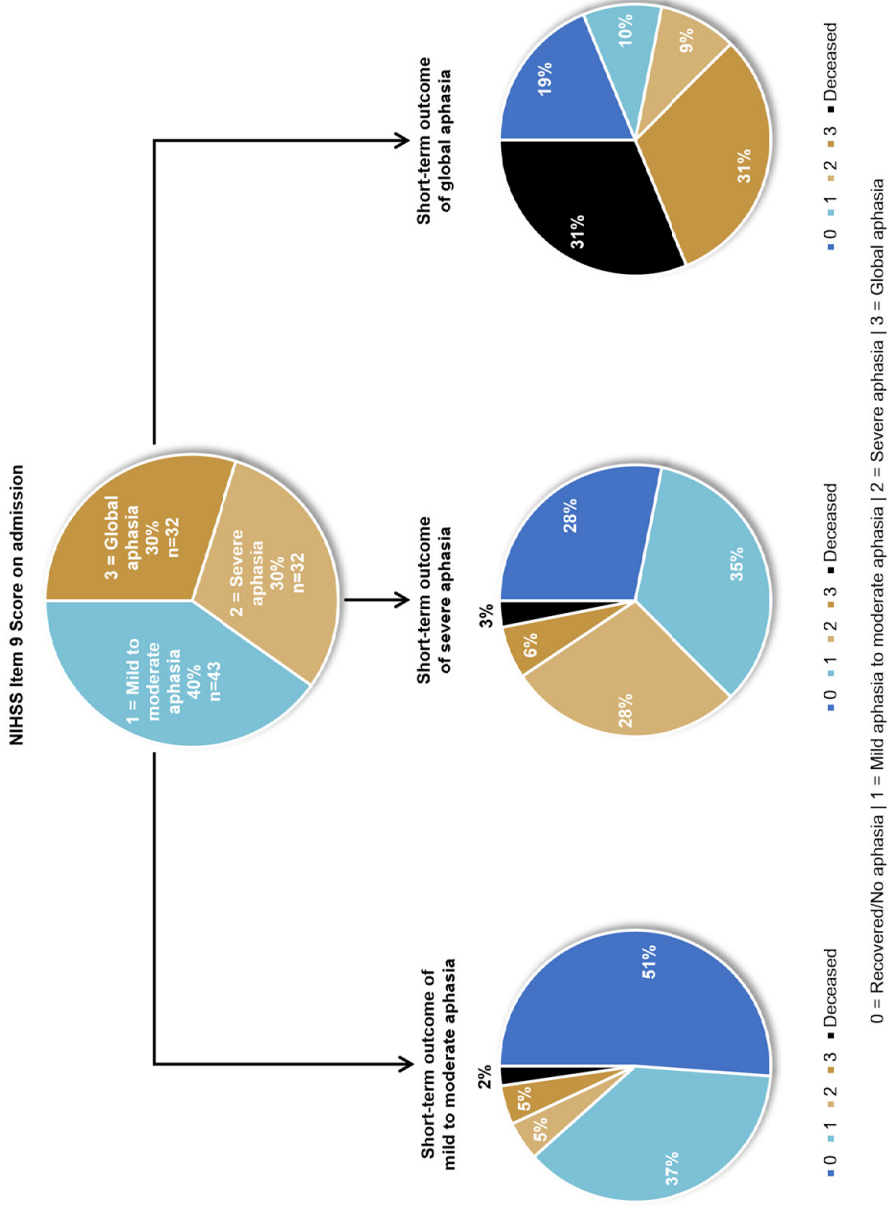 NIHSS Item 9 Score on admission
1 = Mild to
moderate
aphasia
40%
n=43
3 = Global
aphasia
30%
n=32
2 = Severe
aphasia
30%
n=32
Short-term outcome of
mild to moderate aphasia
2%
5%
5%
37%
51%
0 1 2 3 Deceased
Short-term outcome
of severe aphasia
3%
6%
28%
28%
35%
0 1 2 3 Deceased
Short-term outcome
of global aphasia
31%
19%
10%
9%
31%
0 1 2 3 Deceased
0 = Recovered/No aphasia | 1 = Mild aphasia to moderate aphasia | 2 = Severe aphasia | 3 = Global aphasia